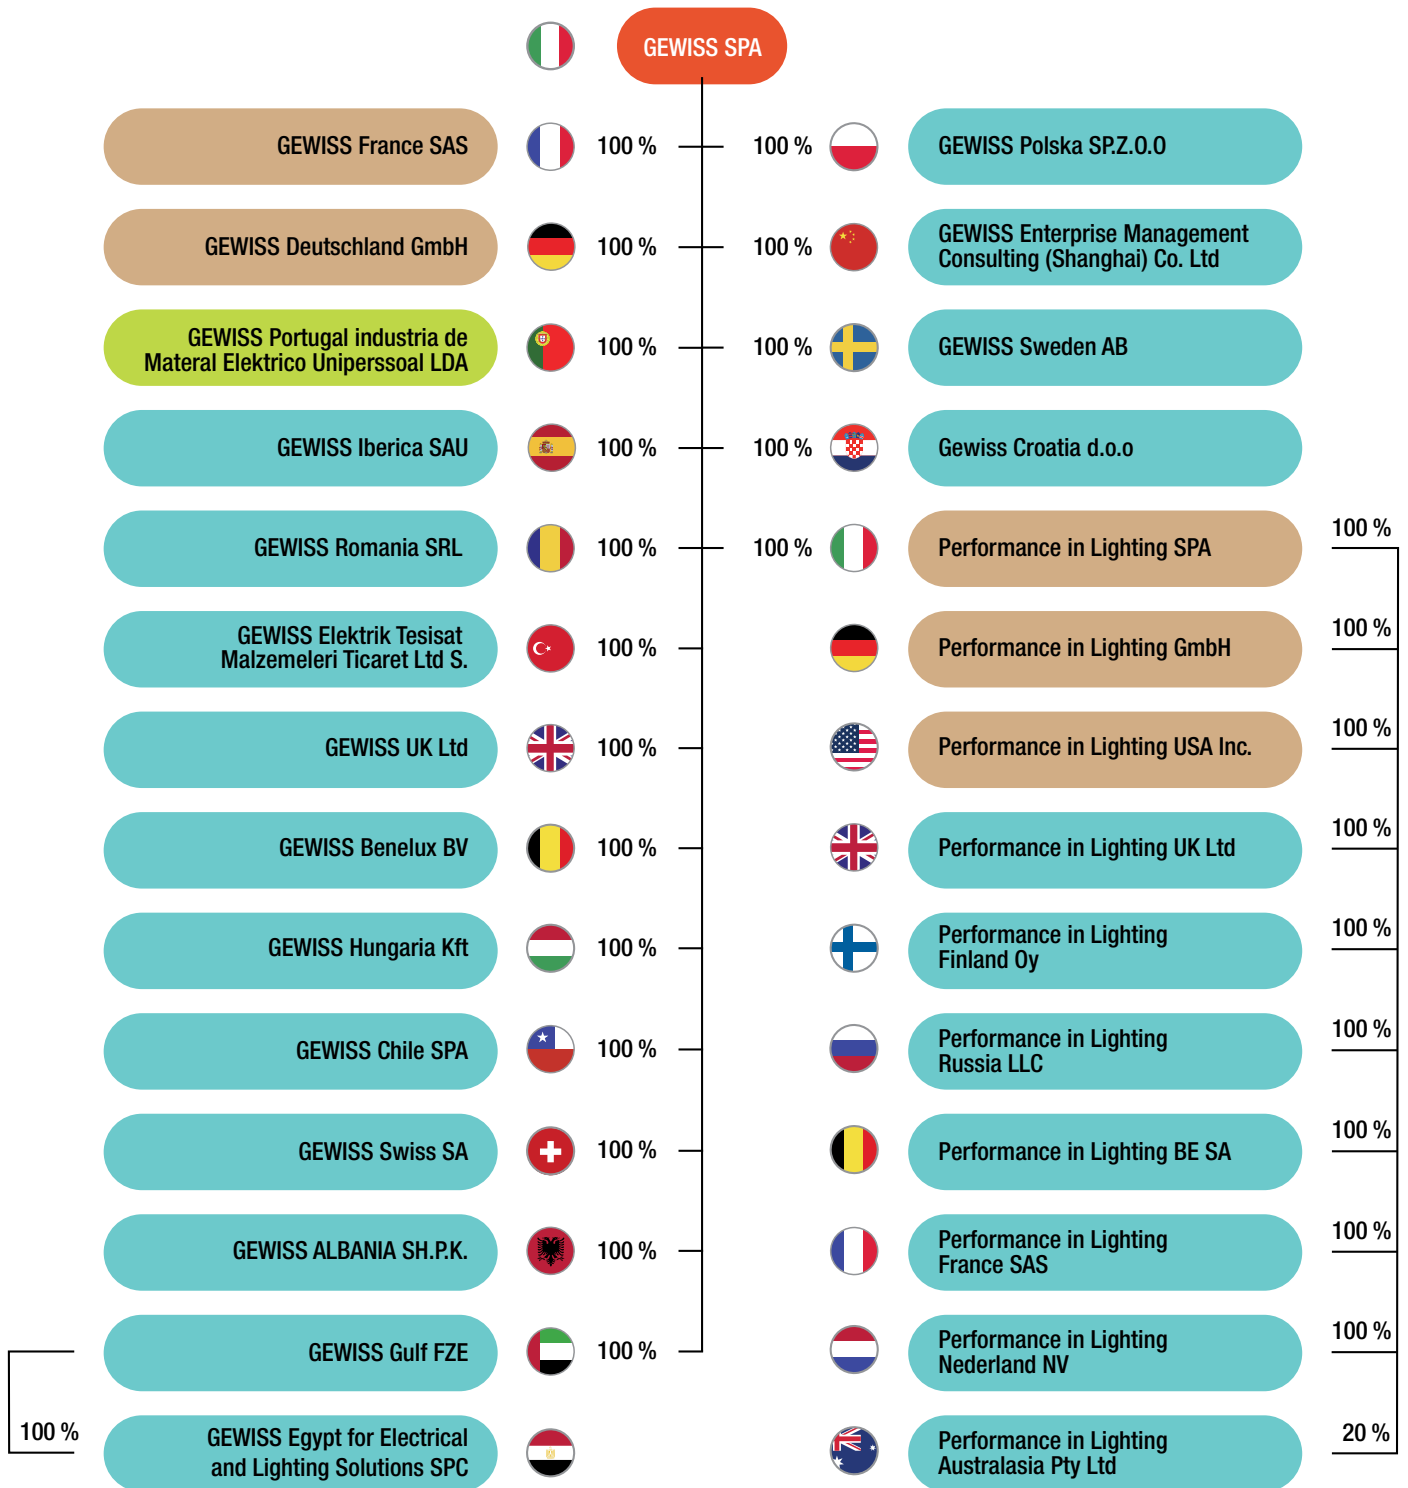 GEWISS SPA
GEWISS France SAS
100 %
100 %
GEWISS Polska SP.Z.O.O
GEWISS Deutschland GmbH
100 %
100 %
GEWISS Enterprise Management
Consulting (Shanghai) Co. Ltd
GEWISS Portugal industria de
Materal Elektrico Uniperssoal LDA
100 %
100 %
GEWISS Sweden AB
GEWISS Iberica SAU
100 %
100 %
Gewiss Croatia d.o.o
GEWISS Romania SRL
100 %
100 %
Performance in Lighting SPA
100 %
GEWISS Elektrik Tesisat
Malzemeleri Ticaret Ltd S.
100 %
Performance in Lighting GmbH
100 %
GEWISS UK Ltd
100 %
Performance in Lighting USA Inc.
100 %
GEWISS Benelux BV
100 %
Performance in Lighting UK Ltd
100 %
GEWISS Hungaria Kft
100 %
Performance in Lighting
Finland Oy
100 %
GEWISS Chile SPA
100 %
Performance in Lighting
Russia LLC
100 %
GEWISS Swiss SA
100 %
Performance in Lighting BE SA
100 %
GEWISS ALBANIA SH.P.K.
100 %
Performance in Lighting
France SAS
100 %
GEWISS Gulf FZE
100 %
Performance in Lighting
Nederland NV
100 %
100 %
GEWISS Egypt for Electrical
and Lighting Solutions SPC
Performance in Lighting
Australasia Pty Ltd
20 %